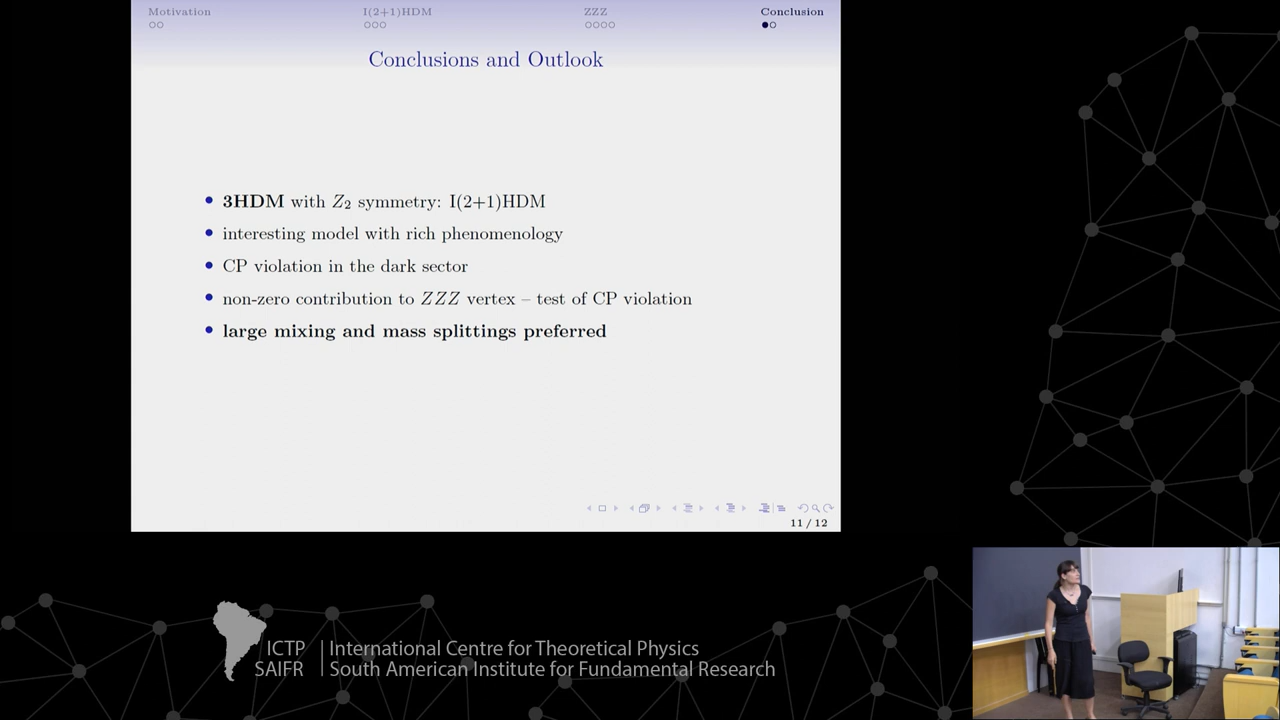 Motivation I(2+1)HDM ZZZ Conclusion
Conclusions and Outlook
3HDM with Z₂ symmetry: I(2+1)HDM
interesting model with rich phenomenology
CP violation in the dark sector
non-zero contribution to ZZZ vertex – test of CP violation
large mixing and mass splittings preferred
11 / 12
ICTP | International Centre for Theoretical Physics
SAIFR | South American Institute for Fundamental Research